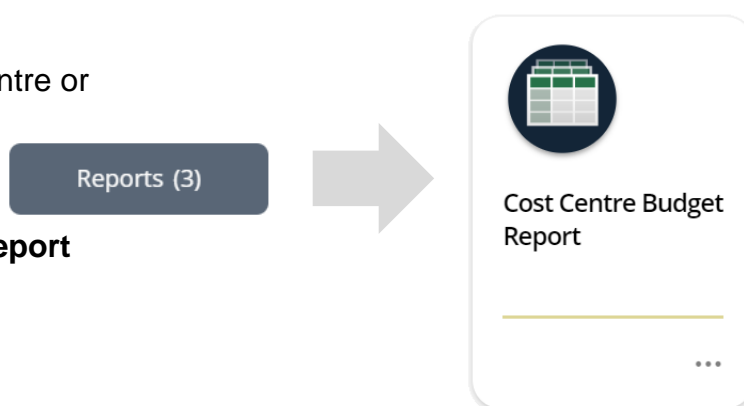 ntre or
Reports (3)
eport
Cost Centre Budget
Report
...